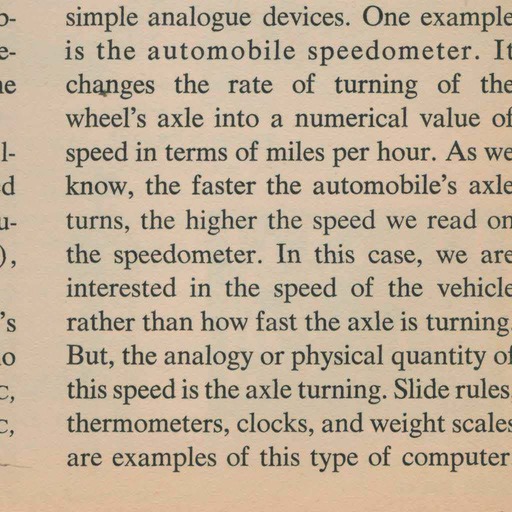 simple analogue devices. One example
is the automobile speedometer. It
changes the rate of turning of the
wheel's axle into a numerical value of
speed in terms of miles per hour. As we
know, the faster the automobile's axle
turns, the higher the speed we read on
the speedometer. In this case, we are
interested in the speed of the vehicle
rather than how fast the axle is turning.
But, the analogy or physical quantity of
this speed is the axle turning. Slide rules,
thermometers, clocks, and weight scales
are examples of this type of computer